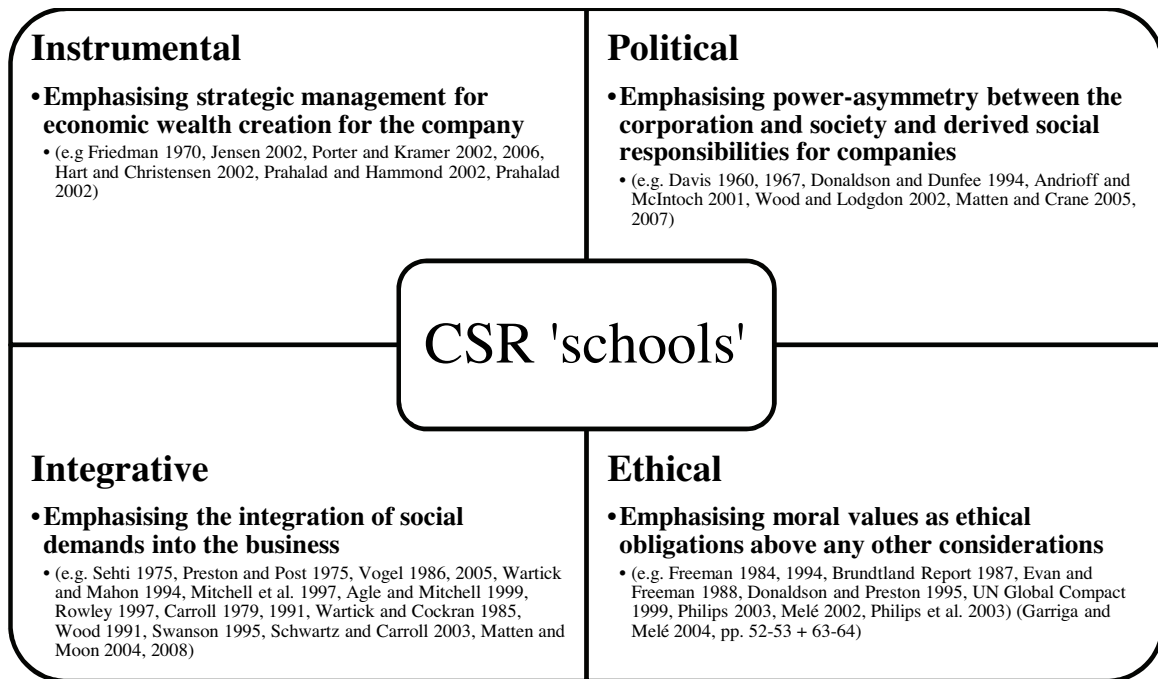 Instrumental
•Emphasising strategic management for
economic wealth creation for the company
• (e.g Friedman 1970, Jensen 2002, Porter and Kramer 2002, 2006,
Hart and Christensen 2002, Prahalad and Hammond 2002, Prahalad
2002)
Political
•Emphasising power-asymmetry between the
corporation and society and derived social
responsibilities for companies
• (e.g. Davis 1960, 1967, Donaldson and Dunfee 1994, Andrioff and
McIntoch 2001, Wood and Lodgdon 2002, Matten and Crane 2005,
2007)
CSR 'schools'
Integrative
•Emphasising the integration of social
demands into the business
• (e.g. Sehti 1975, Preston and Post 1975, Vogel 1986, 2005, Wartick
and Mahon 1994, Mitchell et al. 1997, Agle and Mitchell 1999,
Rowley 1997, Carroll 1979, 1991, Wartick and Cockran 1985,
Wood 1991, Swanson 1995, Schwartz and Carroll 2003, Matten and
Moon 2004, 2008)
Ethical
•Emphasising moral values as ethical
obligations above any other considerations
• (e.g. Freeman 1984, 1994, Brundtland Report 1987, Evan and
Freeman 1988, Donaldson and Preston 1995, UN Global Compact
1999, Philips 2003, Melé 2002, Philips et al. 2003) (Garriga and
Melé 2004, pp. 52-53 + 63-64)